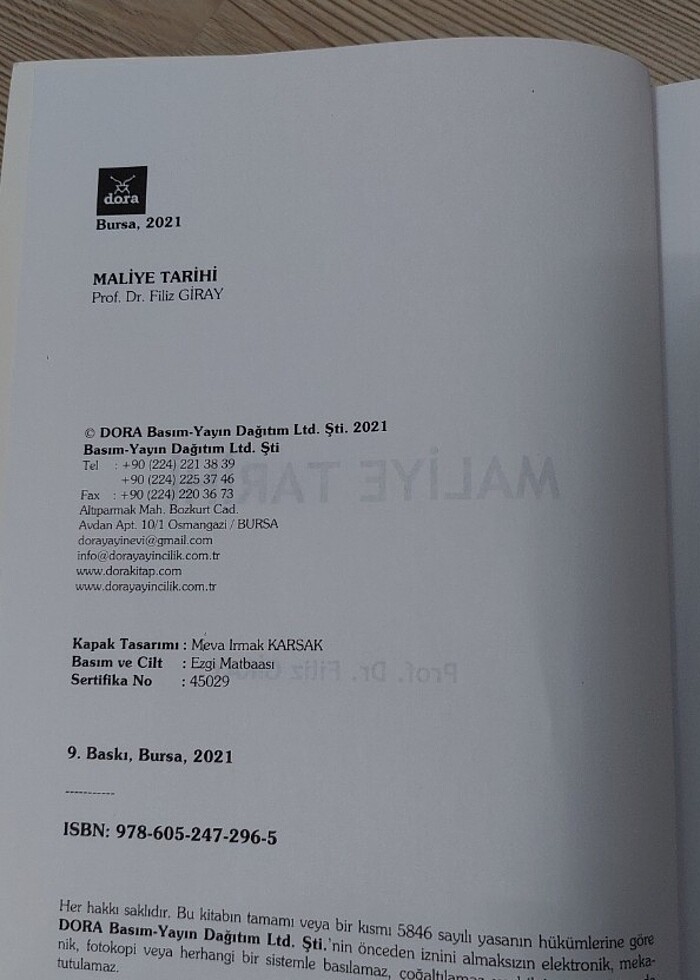 dora
Bursa, 2021
MALİYE TARİHİ
Prof. Dr. Filiz GİRAY
© DORA Basım-Yayın Dağıtım Ltd. Şti. 2021
Basım-Yayın Dağıtım Ltd. Şti
Tel : +90 (224) 221 38 39
+90 (224) 225 37 46
Fax : +90 (224) 220 36 73
Altıparmak Mah. Bozkurt Cad.
Avdan Apt. 10/1 Osmangazi / BURSA
dorayayinevi@gmail.com
info@dorayayincilik.com.tr
www.dorakitap.com
www.dorayayincilik.com.tr
Kapak Tasarımı : Meva Irmak KARSAK
Basım ve Cilt : Ezgi Matbaası
Sertifika No : 45029
9. Baskı, Bursa, 2021
-----------
ISBN: 978-605-247-296-5
Her hakkı saklıdır. Bu kitabın tamamı veya bir kısmı 5846 sayılı yasanın hükümlerine göre
DORA Basım-Yayın Dağıtım Ltd. Şti.'nin önceden iznini almaksızın elektronik, meka-
nik, fotokopi veya herhangi bir sistemle basılamaz, çoğaltılamaz
tutulamaz.